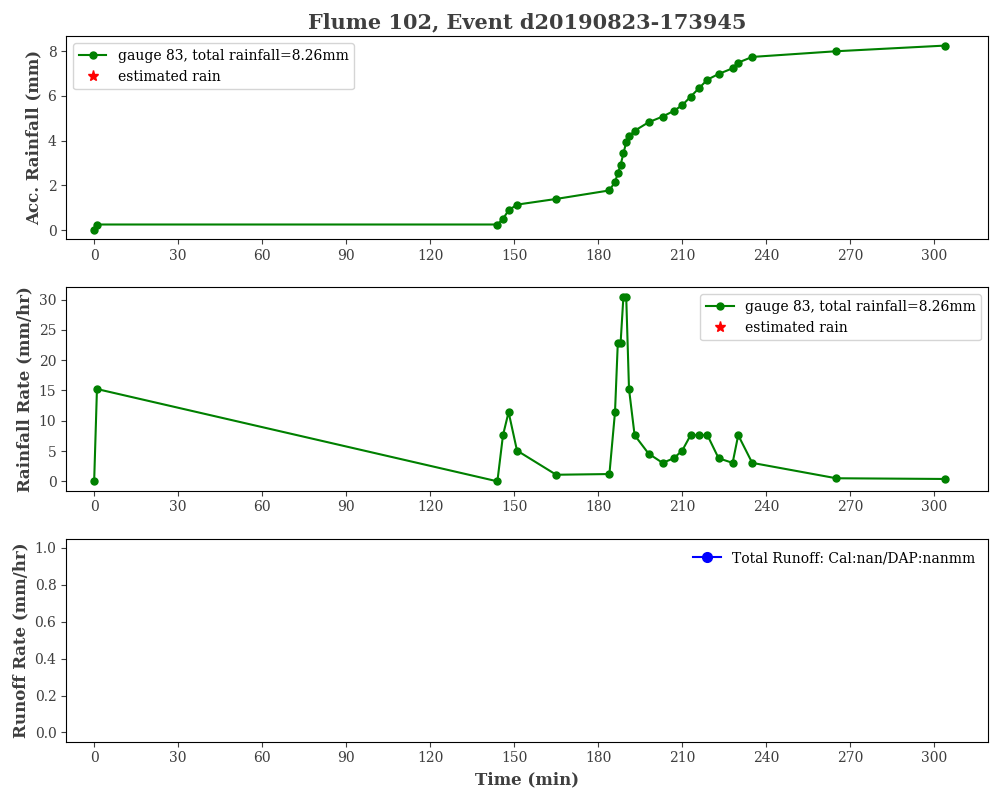 Flume 102, Event d20190823-173945
Acc. Rainfall (mm)
8
6
4
2
0
gauge 83, total rainfall=8.26mm
estimated rain
0 30 60 90 120 150 180 210 240 270 300
Rainfall Rate (mm/hr)
30
25
20
15
10
5
0
gauge 83, total rainfall=8.26mm
estimated rain
0 30 60 90 120 150 180 210 240 270 300
Runoff Rate (mm/hr)
1.0
0.8
0.6
0.4
0.2
0.0
Total Runoff: Cal:nan/DAP:nanmm
0 30 60 90 120 150 180 210 240 270 300
Time (min)